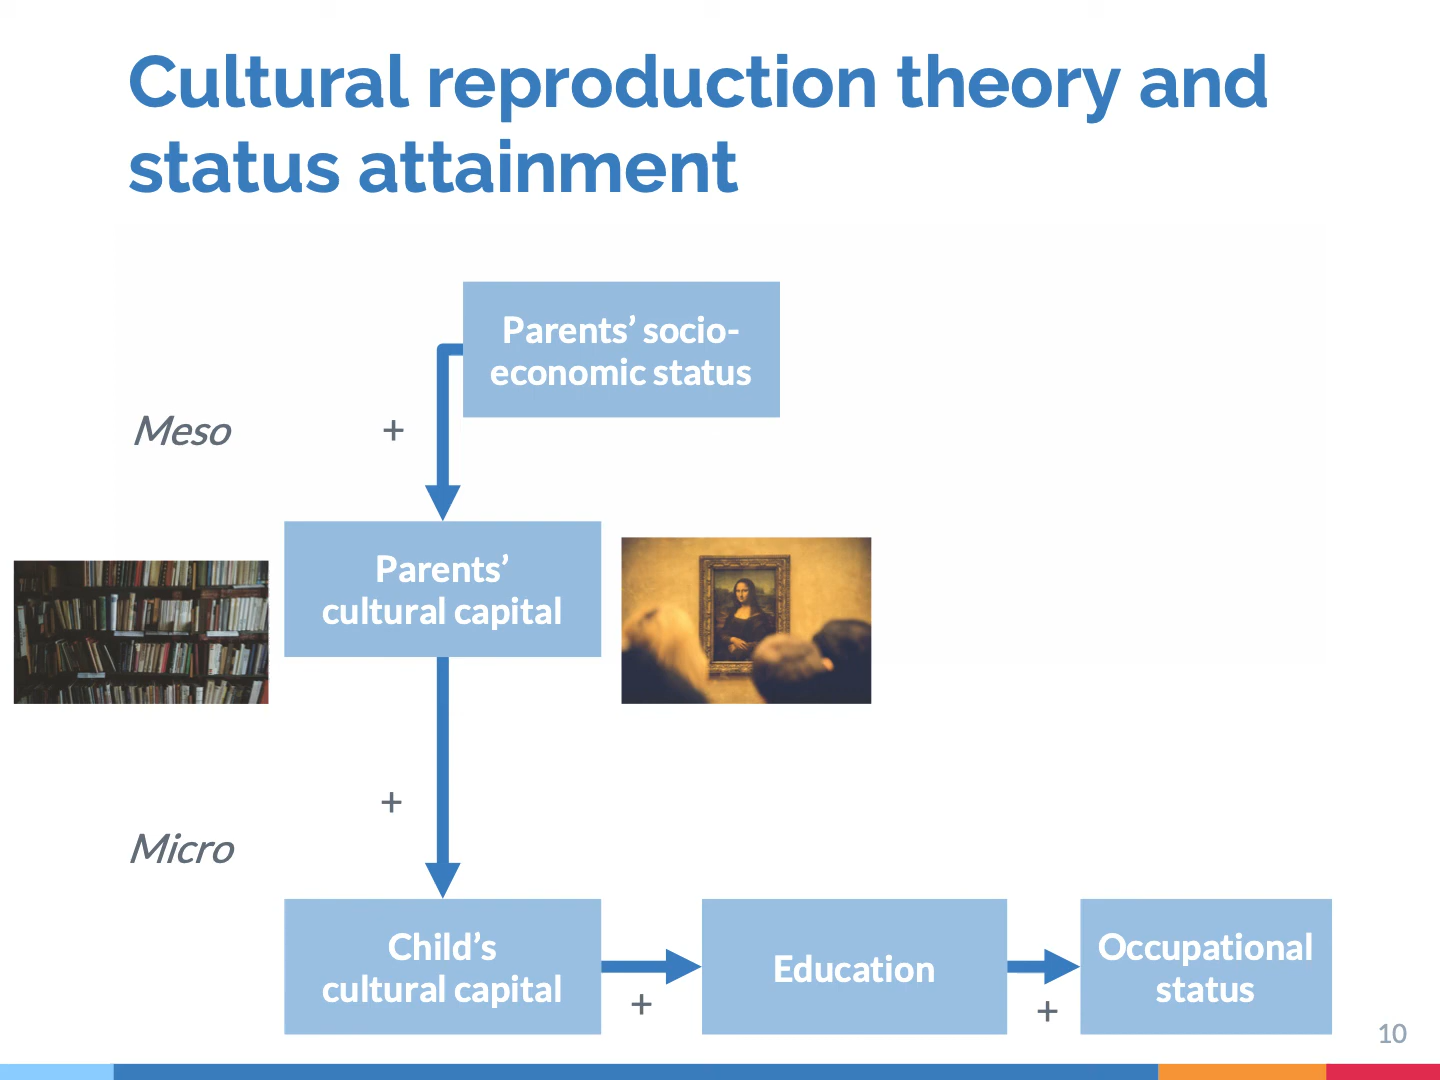 Cultural reproduction theory and
status attainment
Parents’ socio-
economic status
Meso
+
Parents’
cultural capital
+
Micro
Child’s
cultural capital
+
Education
+
Occupational
status
10